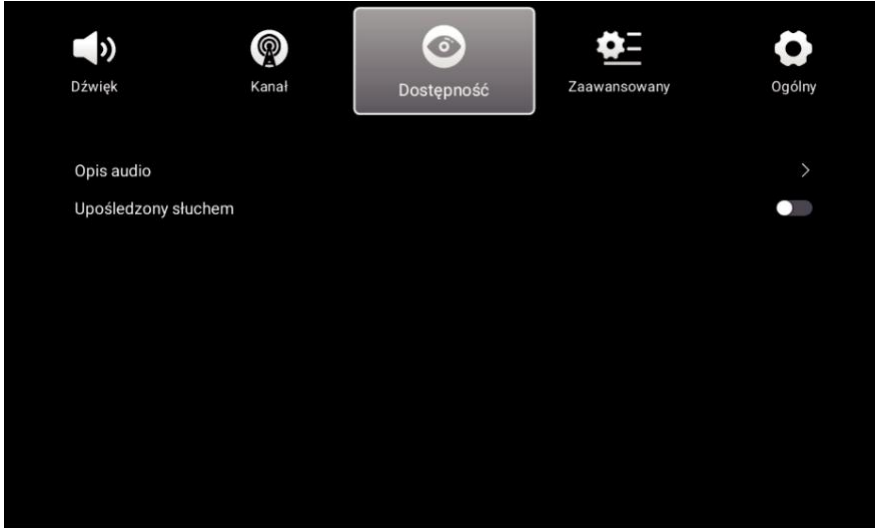 Dźwięk
Kanał
Dostępność
Zaawansowany
Ogólny
Opis audio
Upośledzony słuchem